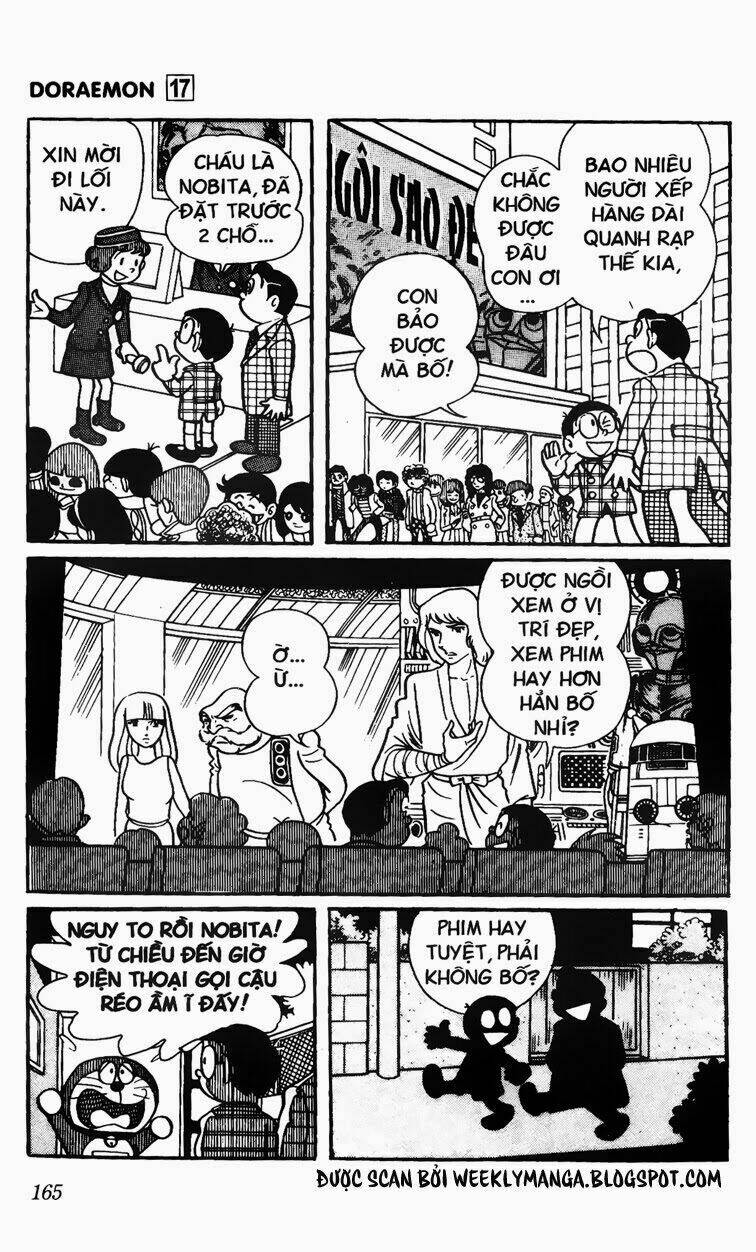 DORAEMON 17
BAO NHIÊU
NGƯỜI XẾP
HÀNG DÀI
QUANH RẠP
THẾ KIA,
CHẮC
KHÔNG
ĐƯỢC
ĐÂU
CON ƠI
...
GÔI SAO ĐE
CON
BẢO
ĐƯỢC
MÀ BỐ!
CHÁU LÀ
NOBITA, ĐÃ
ĐẶT TRƯỚC
2 CHỖ...
XIN MỜI
ĐI LỐI
NÀY.
ĐƯỢC NGỒI
XEM Ở VỊ
TRÍ ĐẸP,
XEM PHIM
HAY HƠN
HẲN BỐ
NHỈ?
Ờ...
Ừ...
PHIM HAY
TUYỆT, PHẢI
KHÔNG BỐ?
NGUY TO RỒI NOBITA!
TỪ CHIỀU ĐẾN GIỜ
ĐIỆN THOẠI GỌI CẬU
RÉO ẦM Ĩ ĐẤY!
165
ĐƯỢC SCAN BỞI WEEKLYMANGA.BLOGSPOT.COM